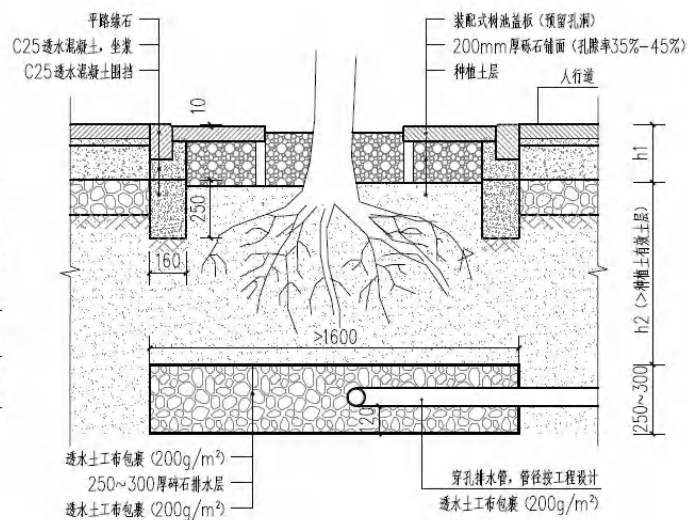 平路缘石
C25透水混凝土，坐浆
C25透水混凝土围挡
装配式树池盖板（预留孔洞）
200mm厚砾石铺面（孔隙率35%-45%）
种植土层
人行道
10
h1
250
160
h2（>种植土有效土层）
>1600
120
250~300
透水土工布包裹（200g/m²）
250~300厚碎石排水层
透水土工布包裹（200g/m²）
穿孔排水管，管径按工程设计
透水土工布包裹（200g/m²）